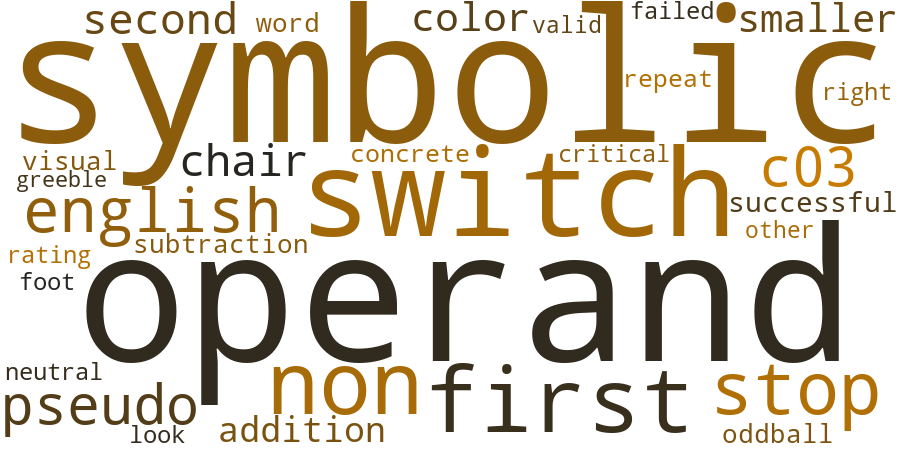 second word color valid failed smaller
symbolic
repeat
right
visual chair concrete critical c03
greeble
english switch successful
subtraction other
rating
foot
operand
neutral
pseudo non first stop
look addition oddball